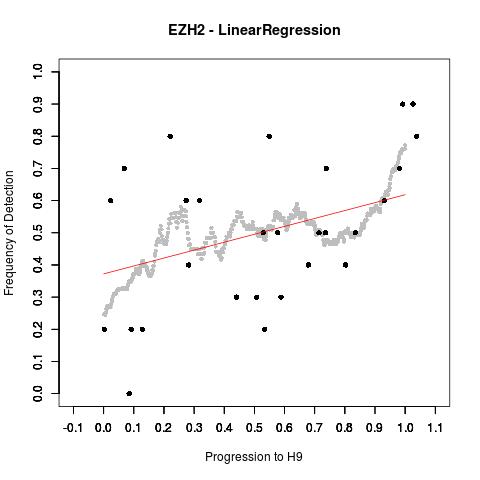 EZH2 - LinearRegression
Frequency of Detection
1.0
0.9
0.8
0.7
0.6
0.5
0.4
0.3
0.2
0.1
0.0
-0.1 0.0 0.1 0.2 0.3 0.4 0.5 0.6 0.7 0.8 0.9 1.0 1.1
Progression to H9